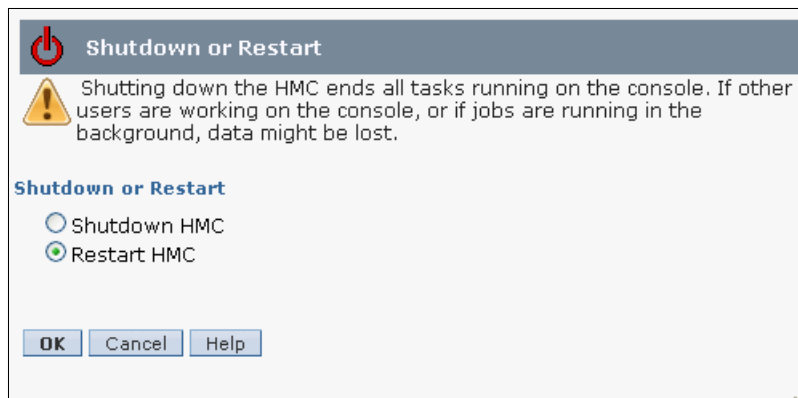 Shutdown or Restart
Shutting down the HMC ends all tasks running on the console. If other
users are working on the console, or if jobs are running in the
background, data might be lost.
Shutdown or Restart
Shutdown HMC
Restart HMC
OK Cancel Help